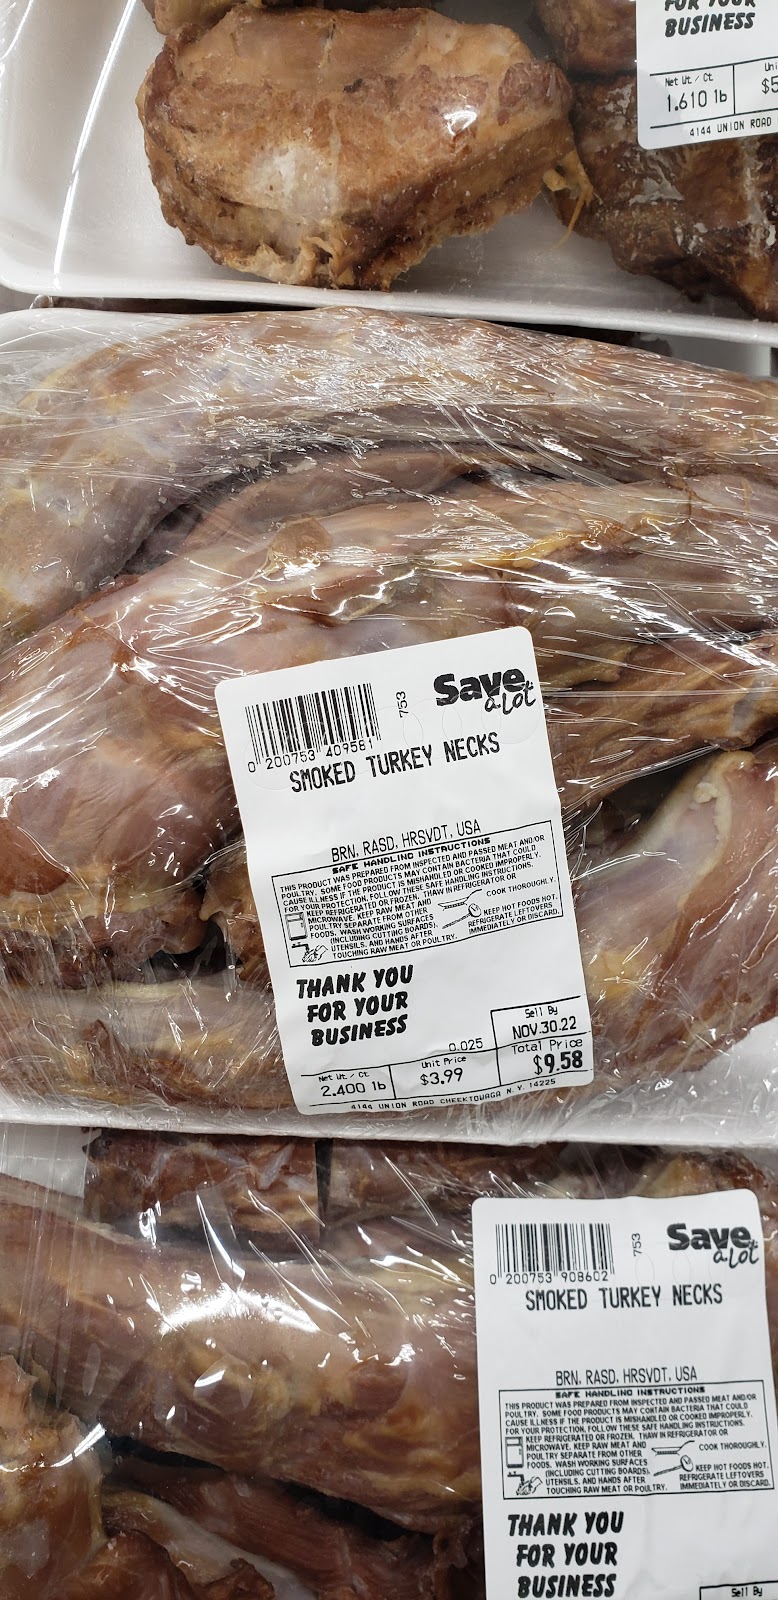 FOR YOUR
BUSINESS
Net Wt / Ct
1.610 lb
4144 UNION ROAD
Save
a lot
753
0 200753 409581
SMOKED TURKEY NECKS
BRN, RASD, HRSVDT, USA
SAFE HANDLING INSTRUCTIONS
THIS PRODUCT WAS PREPARED FROM INSPECTED AND PASSED MEAT AND/OR
POULTRY. SOME FOOD PRODUCTS MAY CONTAIN BACTERIA THAT COULD
CAUSE ILLNESS IF THE PRODUCT IS MISHANDLED OR COOKED IMPROPERLY.
FOR YOUR PROTECTION, FOLLOW THESE SAFE HANDLING INSTRUCTIONS.
KEEP REFRIGERATED OR FROZEN. THAW IN REFRIGERATOR OR
MICROWAVE. KEEP RAW MEAT AND
POULTRY SEPARATE FROM OTHER
FOODS. WASH WORKING SURFACES
(INCLUDING CUTTING BOARDS),
UTENSILS, AND HANDS AFTER
TOUCHING RAW MEAT OR POULTRY.
COOK THOROUGHLY.
KEEP HOT FOODS HOT.
REFRIGERATE LEFTOVERS
IMMEDIATELY OR DISCARD.
THANK YOU
FOR YOUR
BUSINESS
Sell By
NOV.30.22
0.025
Net Wt / Ct
2.400 lb
Unit Price
$3.99
Total Price
$9.58
4144 UNION ROAD CHEEKTOWAGA N.Y. 14225
Save
a lot
753
0 200753 908602
SMOKED TURKEY NECKS
BRN, RASD, HRSVDT, USA
SAFE HANDLING INSTRUCTIONS
THIS PRODUCT WAS PREPARED FROM INSPECTED AND PASSED MEAT AND/OR
POULTRY. SOME FOOD PRODUCTS MAY CONTAIN BACTERIA THAT COULD
CAUSE ILLNESS IF THE PRODUCT IS MISHANDLED OR COOKED IMPROPERLY.
FOR YOUR PROTECTION, FOLLOW THESE SAFE HANDLING INSTRUCTIONS.
KEEP REFRIGERATED OR FROZEN. THAW IN REFRIGERATOR OR
MICROWAVE. KEEP RAW MEAT AND
POULTRY SEPARATE FROM OTHER
FOODS. WASH WORKING SURFACES
(INCLUDING CUTTING BOARDS),
UTENSILS, AND HANDS AFTER
TOUCHING RAW MEAT OR POULTRY.
COOK THOROUGHLY.
KEEP HOT FOODS HOT.
REFRIGERATE LEFTOVERS
IMMEDIATELY OR DISCARD.
THANK YOU
FOR YOUR
BUSINESS
Sell By